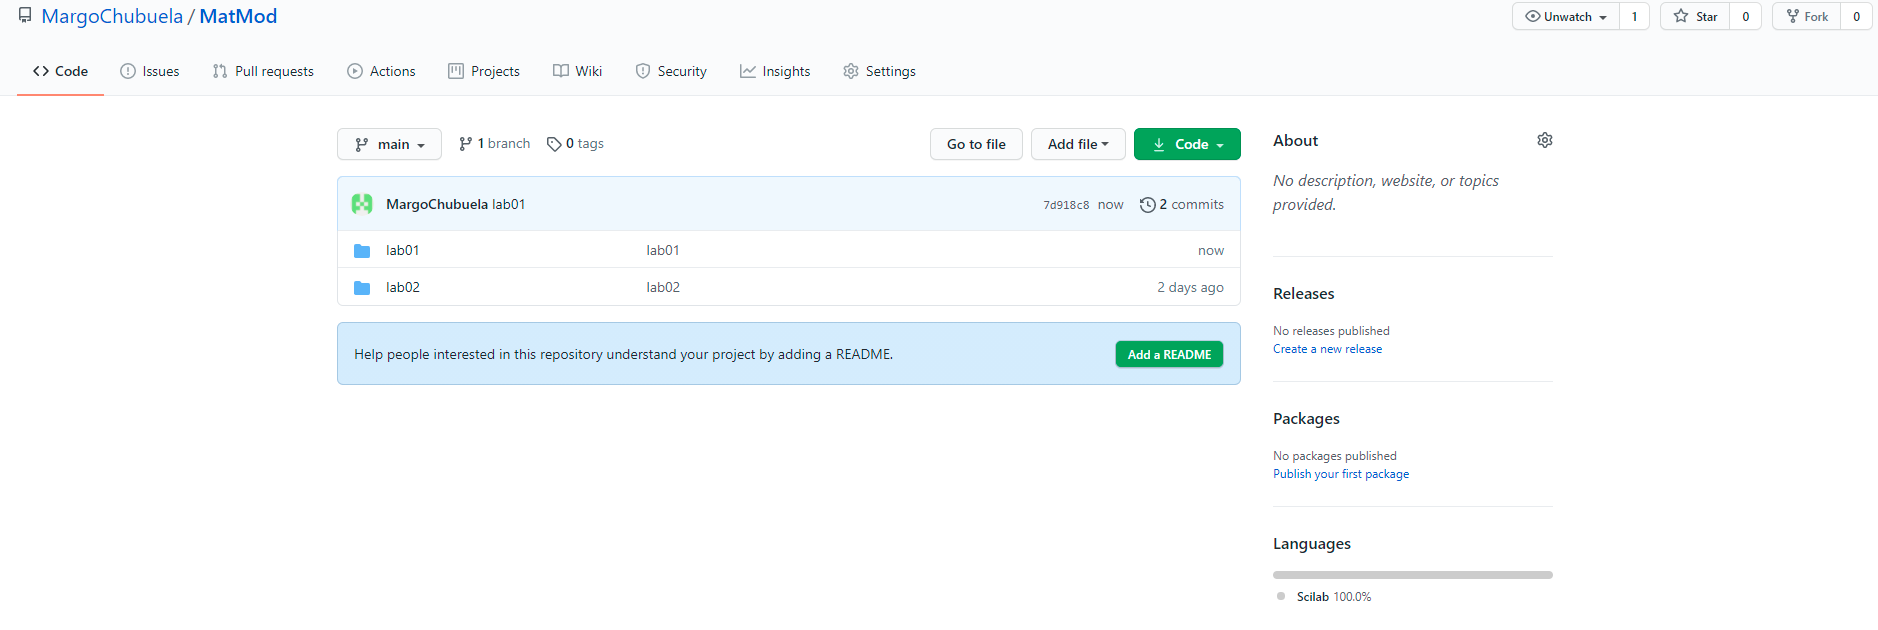 MargoChubuela / MatMod
Unwatch 1 Star 0 Fork 0
Code Issues Pull requests Actions Projects Wiki Security Insights Settings
main 1 branch 0 tags Go to file Add file Code
MargoChubuela lab01 7d918c8 now 2 commits
lab01 lab01 now
lab02 lab02 2 days ago
Help people interested in this repository understand your project by adding a README. Add a README
About
No description, website, or topics
provided.
Releases
No releases published
Create a new release
Packages
No packages published
Publish your first package
Languages
Scilab 100.0%